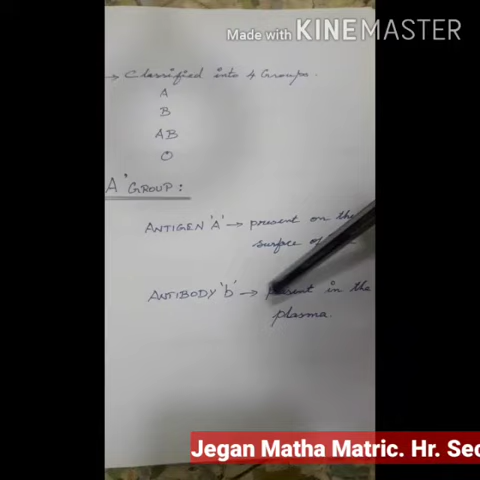 Made with KINEMASTER
→ Classified into 4 Groups.
A
B
AB
O
'A' GROUP :
ANTIGEN 'A' → present on the
surface of
ANTIBODY 'b' → present in the
plasma.
Jegan Matha Matric. Hr. Sec